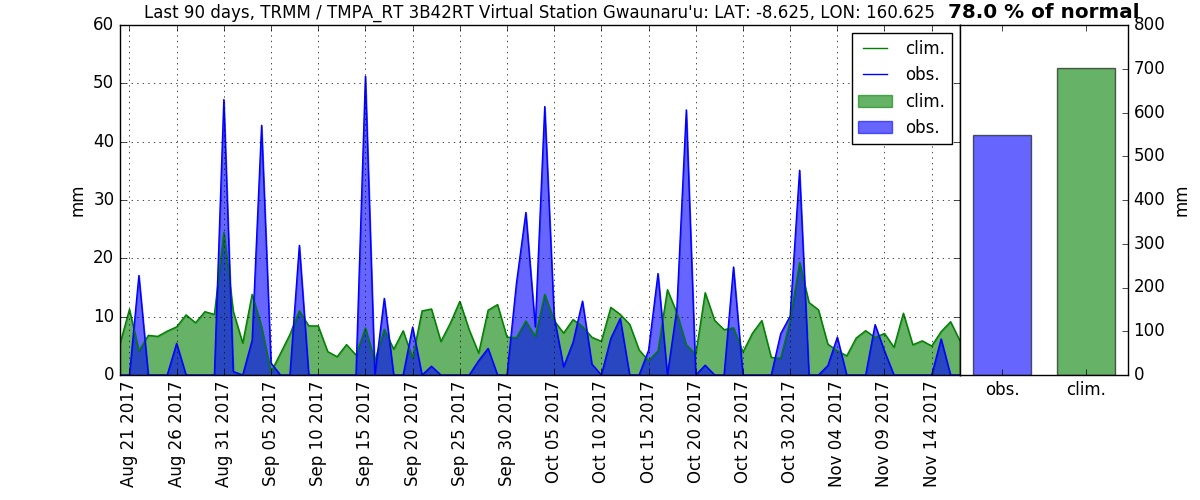 Last 90 days, TRMM / TMPA_RT 3B42RT Virtual Station Gwaunaru'u: LAT: -8.625, LON: 160.625 78.0 % of normal
60
50
40
30
20
10
0
mm
clim.
obs.
clim.
obs.
800
700
600
500
400
300
200
100
0
mm
Aug 21 2017
Aug 26 2017
Aug 31 2017
Sep 05 2017
Sep 10 2017
Sep 15 2017
Sep 20 2017
Sep 25 2017
Sep 30 2017
Oct 05 2017
Oct 10 2017
Oct 15 2017
Oct 20 2017
Oct 25 2017
Oct 30 2017
Nov 04 2017
Nov 09 2017
Nov 14 2017
obs.
clim.